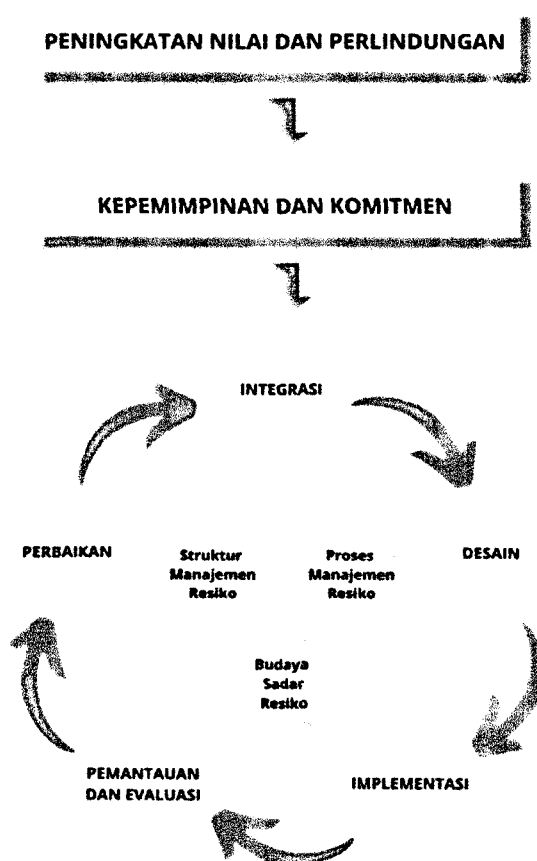 PENINGKATAN NILAI DAN PERLINDUNGAN
KEPEMIMPINAN DAN KOMITMEN
INTEGRASI
PERBAIKAN
Struktur
Manajemen
Resiko
Proses
Manajemen
Resiko
DESAIN
Budaya
Sadar
Resiko
PEMANTAUAN
DAN EVALUASI
IMPLEMENTASI